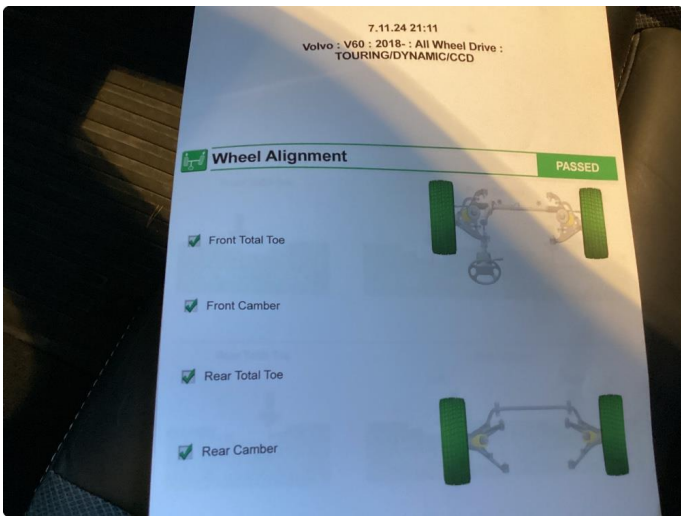 7.11.24 21:11
Volvo : V60 : 2018- : All Wheel Drive :
TOURING/DYNAMIC/CCD
Wheel Alignment
PASSED
Front Total Toe
Front Camber
Rear Total Toe
Rear Camber